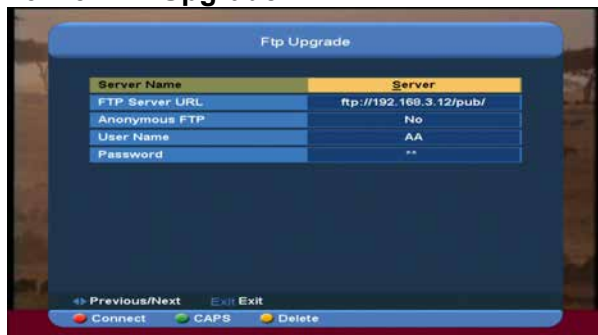 Upgrade
Ftp Upgrade
Server Name Server
FTP Server URL ftp://192.168.3.12/pub/
Anonymous FTP No
User Name AA
Password **
Previous/Next Exit Exit
Connect CAPS Delete